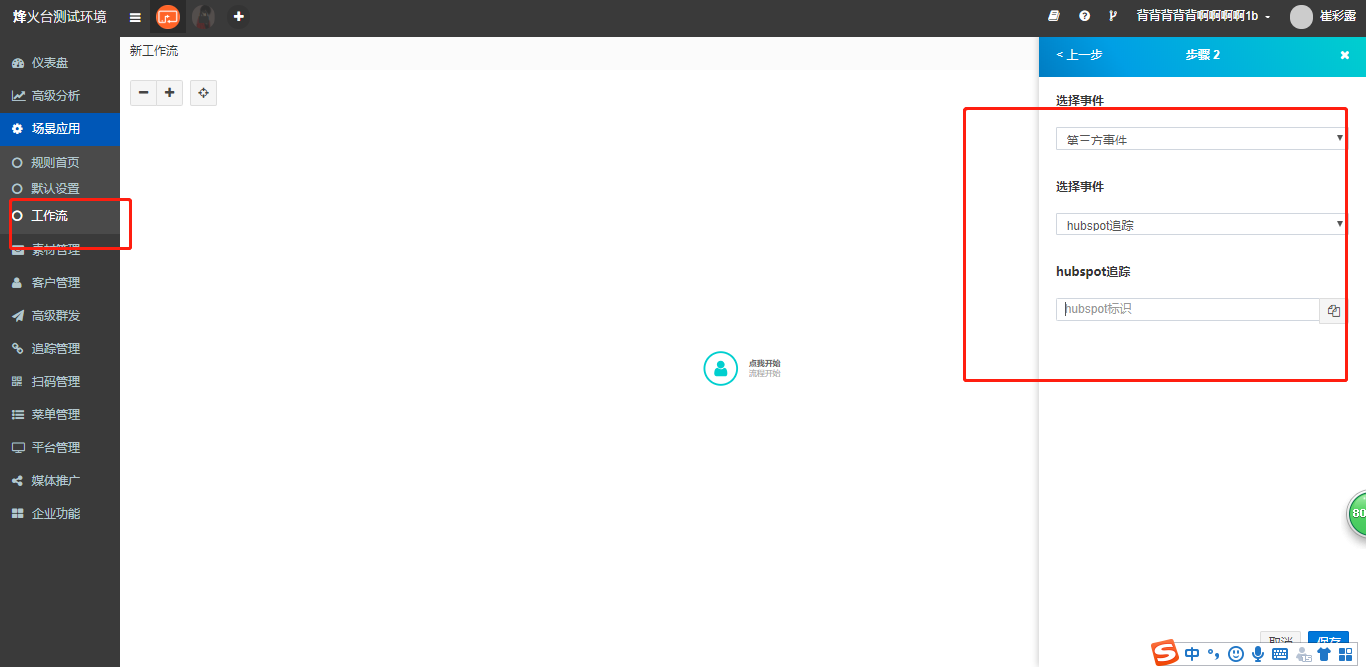 烽火台测试环境
背背背背背啊啊啊啊1b
崔彩露
仪表盘
高级分析
场景应用
规则首页
默认设置
工作流
素材管理
客户管理
高级群发
追踪管理
扫码管理
菜单管理
平台管理
媒体推广
企业功能
新工作流
点我开始
流程开始
< 上一步
步骤 2
选择事件
第三方事件
选择事件
hubspot追踪
hubspot追踪
hubspot标识
80
取消
保存
中